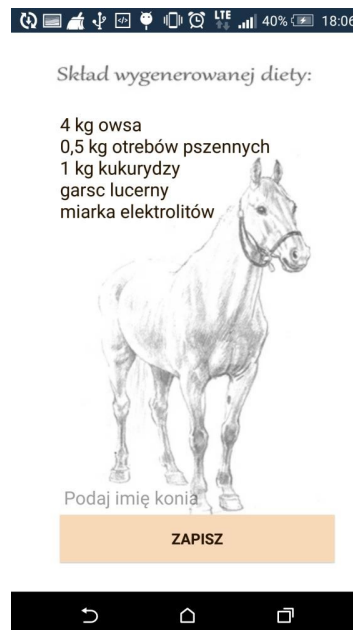 LTE 40% 18:06
Skład wygenerowanej diety:
4 kg owsa
0,5 kg otrebów pszennych
1 kg kukurydzy
garsc lucerny
miarka elektrolitów
Podaj imię konia
ZAPISZ